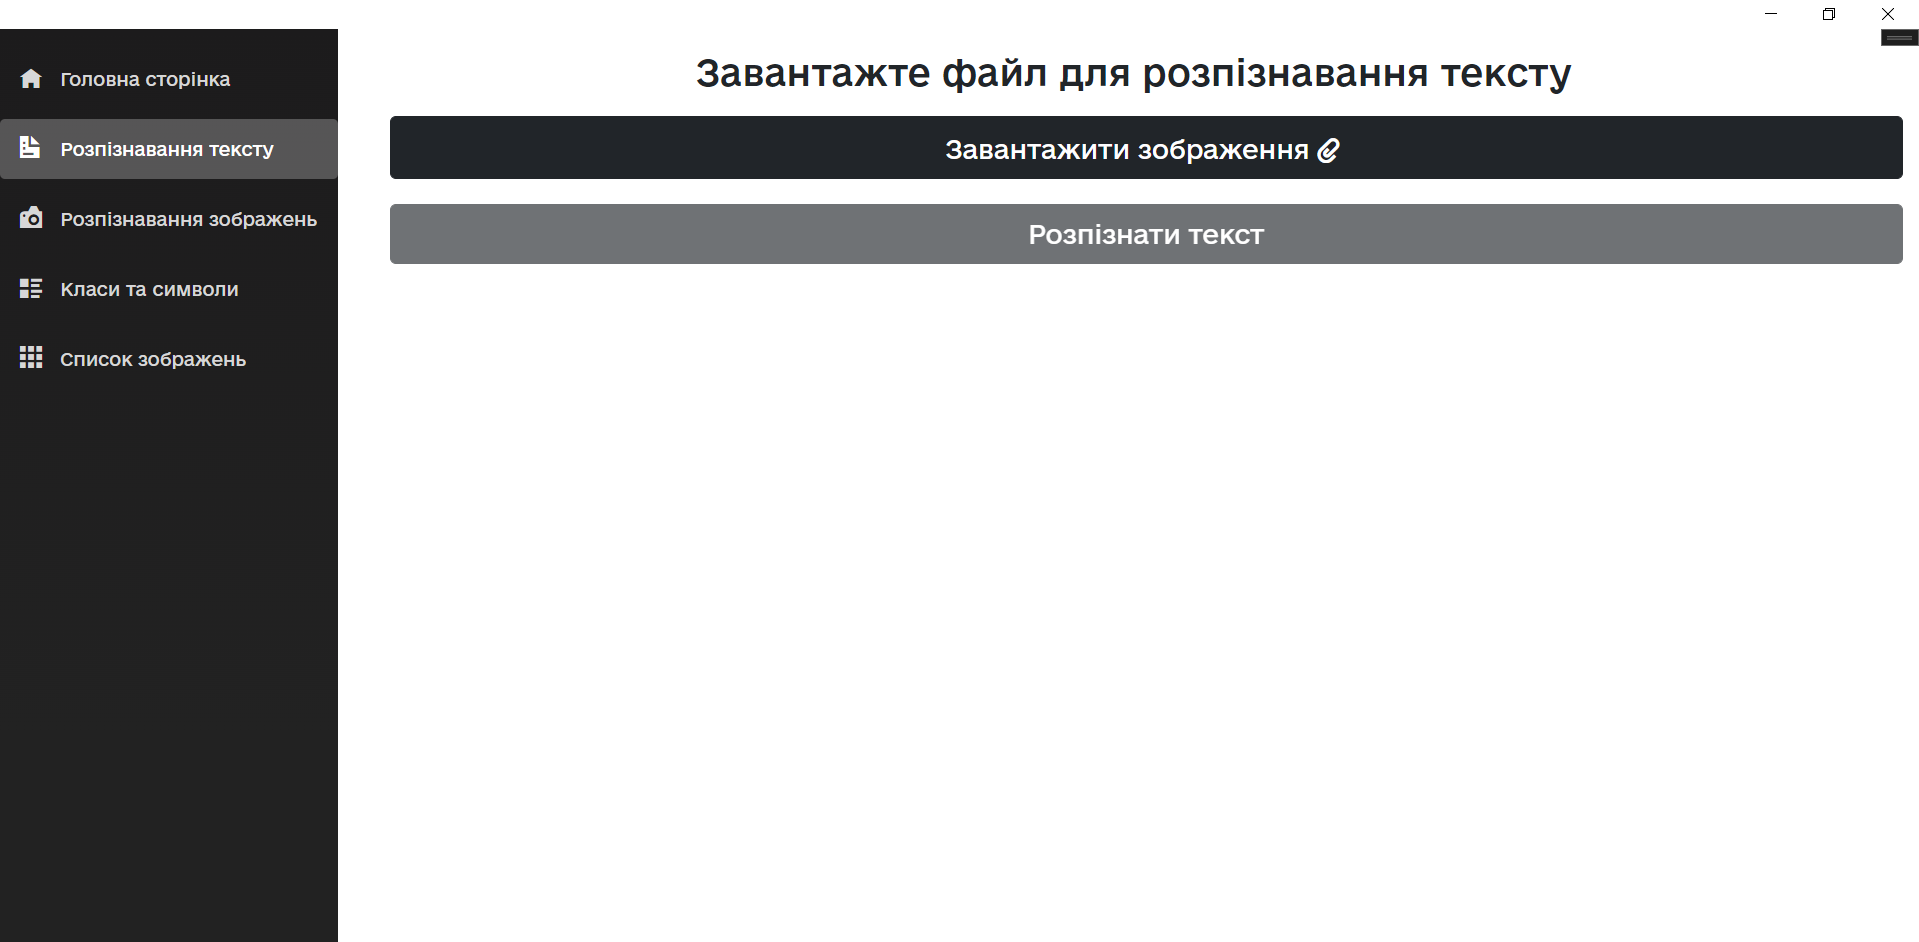 Головна сторінка
Розпізнавання тексту
Розпізнавання зображень
Класи та символи
Список зображень
Завантажте файл для розпізнавання тексту
Завантажити зображення
Розпізнати текст